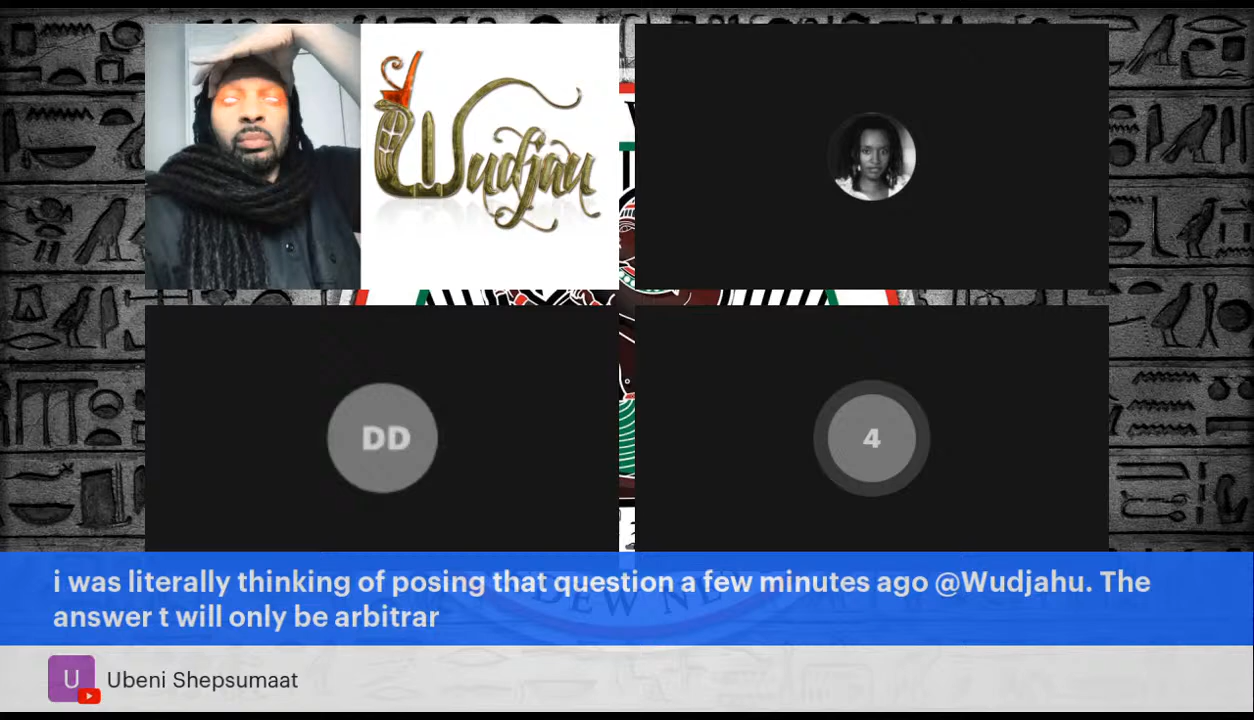 Wudjau
DD
4
i was literally thinking of posing that question a few minutes ago @Wudjahu. The
answer t will only be arbitrar
U
Ubeni Shepsumaat